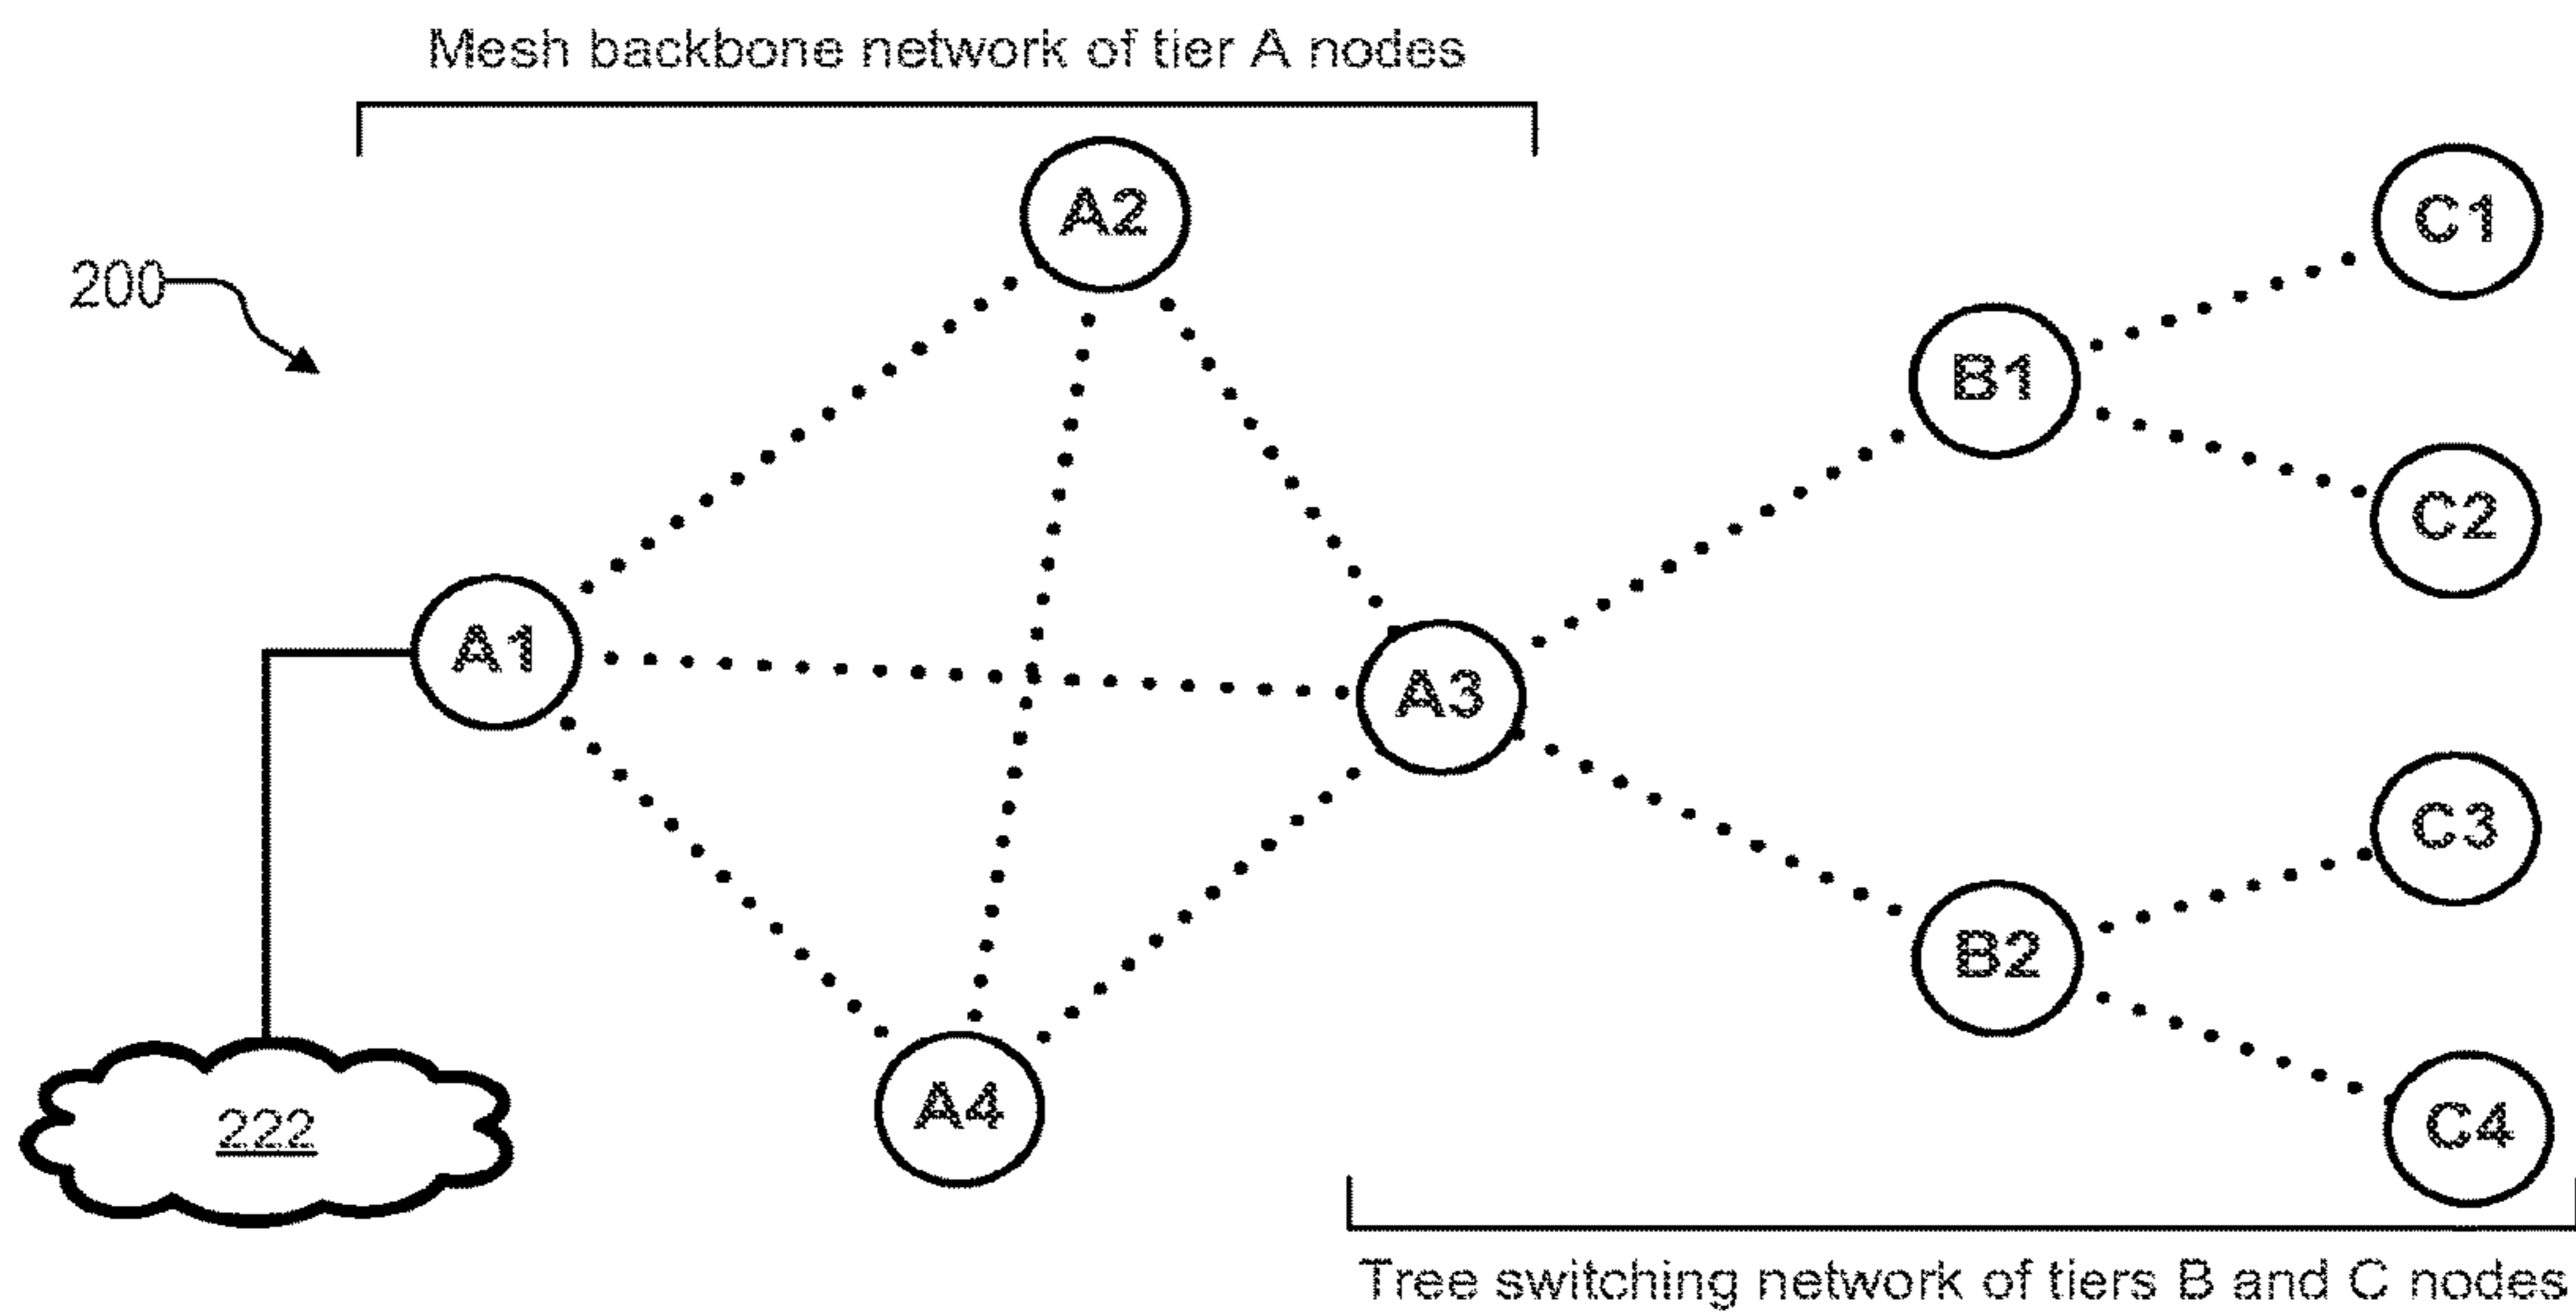 Mesh backbone network of tier A nodes
200
A2
C1
B1
C2
A1
A3
C3
B2
A4
C4
222
Tree switching network of tiers B and C nodes